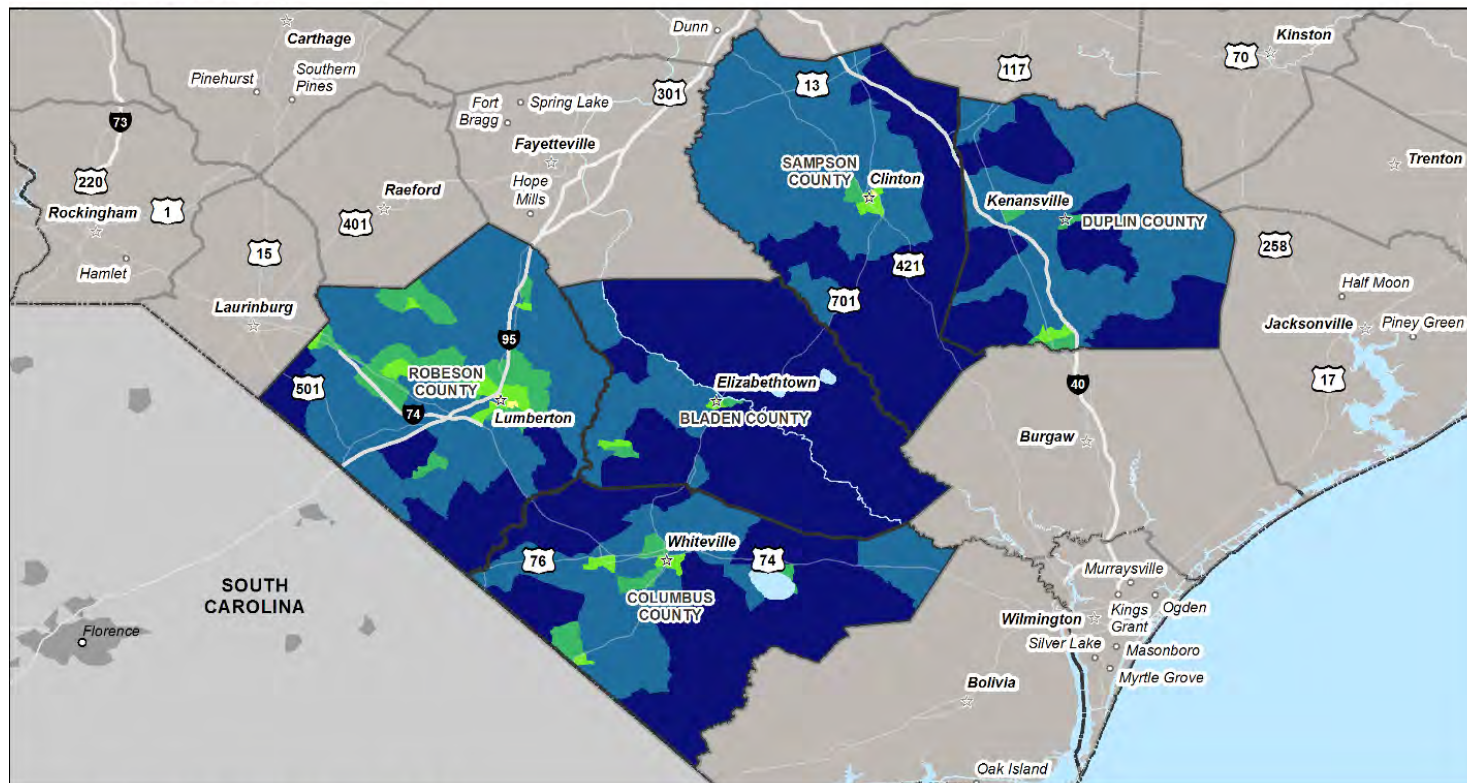 Carthage
Dunn
Kinston
70
117
Pinehurst
Southern
Pines
13
301
Fort
Bragg
Spring Lake
73
Fayetteville
Trenton
SAMPSON
COUNTY
Clinton
220
Raeford
Hope
Mills
Rockingham
1
401
Kenansville
DUPLIN COUNTY
15
258
Hamlet
421
Half Moon
701
Laurinburg
Jacksonville
Piney Green
95
ROBESON
COUNTY
Elizabethtown
501
40
17
74
Lumberton
BLADEN COUNTY
Burgaw
Whiteville
76
74
SOUTH
CAROLINA
COLUMBUS
COUNTY
Murraysville
Wilmington
Kings
Grant
Ogden
Florence
Silver Lake
Masonboro
Myrtle Grove
Bolivia
Oak Island